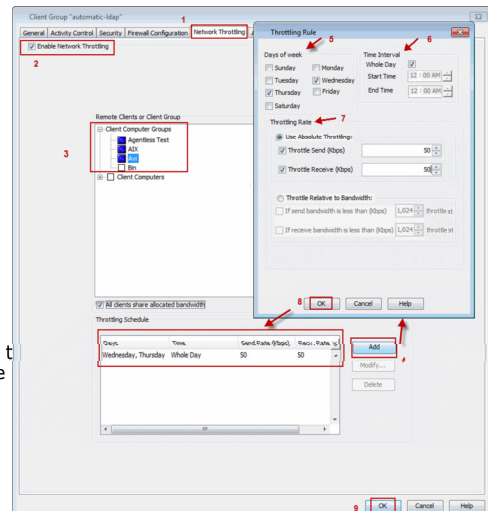 Client Group "automatic-ldap"
1
General Activity Control Security Firewall Configuration Network Throttling
Enable Network Throttling
2
Throttling Rule
5
6
Days of week
Time Interval
Sunday Monday
Whole Day
Tuesday Wednesday
Start Time 12 : 00 AM
Thursday Friday
End Time 12 : 00 AM
Saturday
Throttling Rate
7
Use Absolute Throttling:
Throttle Send (Kbps) 50
Throttle Receive (Kbps) 50
Throttle Relative to Bandwidth:
If send bandwidth is less than (Kbps) 1,024 throttle st
If receive bandwidth is less than (Kbps) 1,024 throttle st
8
OK Cancel Help
Remote Clients or Client Group
3
Client Computer Groups
Agentless Test
AIX
Avi
Bin
Client Computers
All clients share allocated bandwidth
Throttling Schedule
Days Time Send Rate (Kbps)
Wednesday, Thursday Whole Day 50 50
Add
Modify...
Delete
t
e
9
OK Cancel Help